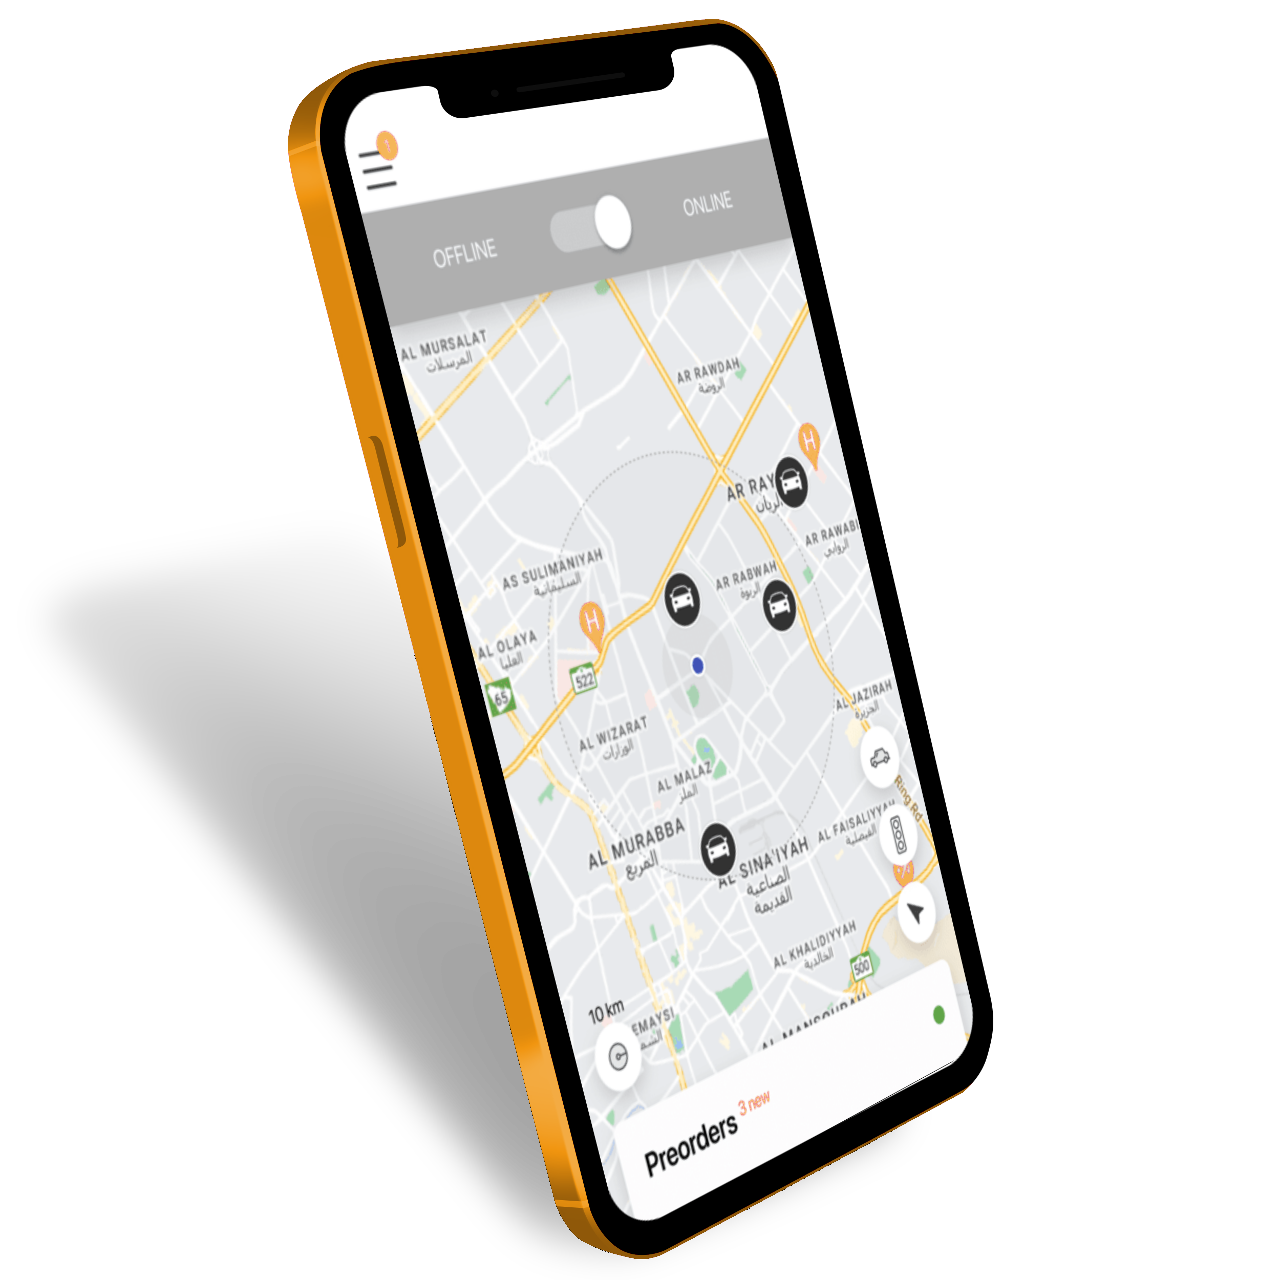 OFFLINE
ONLINE
AL MURSALAT
المرسلات
AR RAWDAH
الروضة
H
AR RAY
الريان
AR RAWABI
الروابي
AS SULIMANIYAH
السليمانية
AR RABWAH
الربوة
H
AL OLAYA
العليا
522
65
AL JAZIRAH
الجزيرة
AL WIZARAT
الوزارات
AL MALAZ
الملز
Ring Rd
AL FAISALIYYAH
الفيصلية
AL MURABBA
المربع
AL SINA'IYAH
الصناعية
القديمة
AL KHALIDIYYAH
الخالدية
500
10 km
EMAYSI
AL MANSOURAH
Preorders 3 new